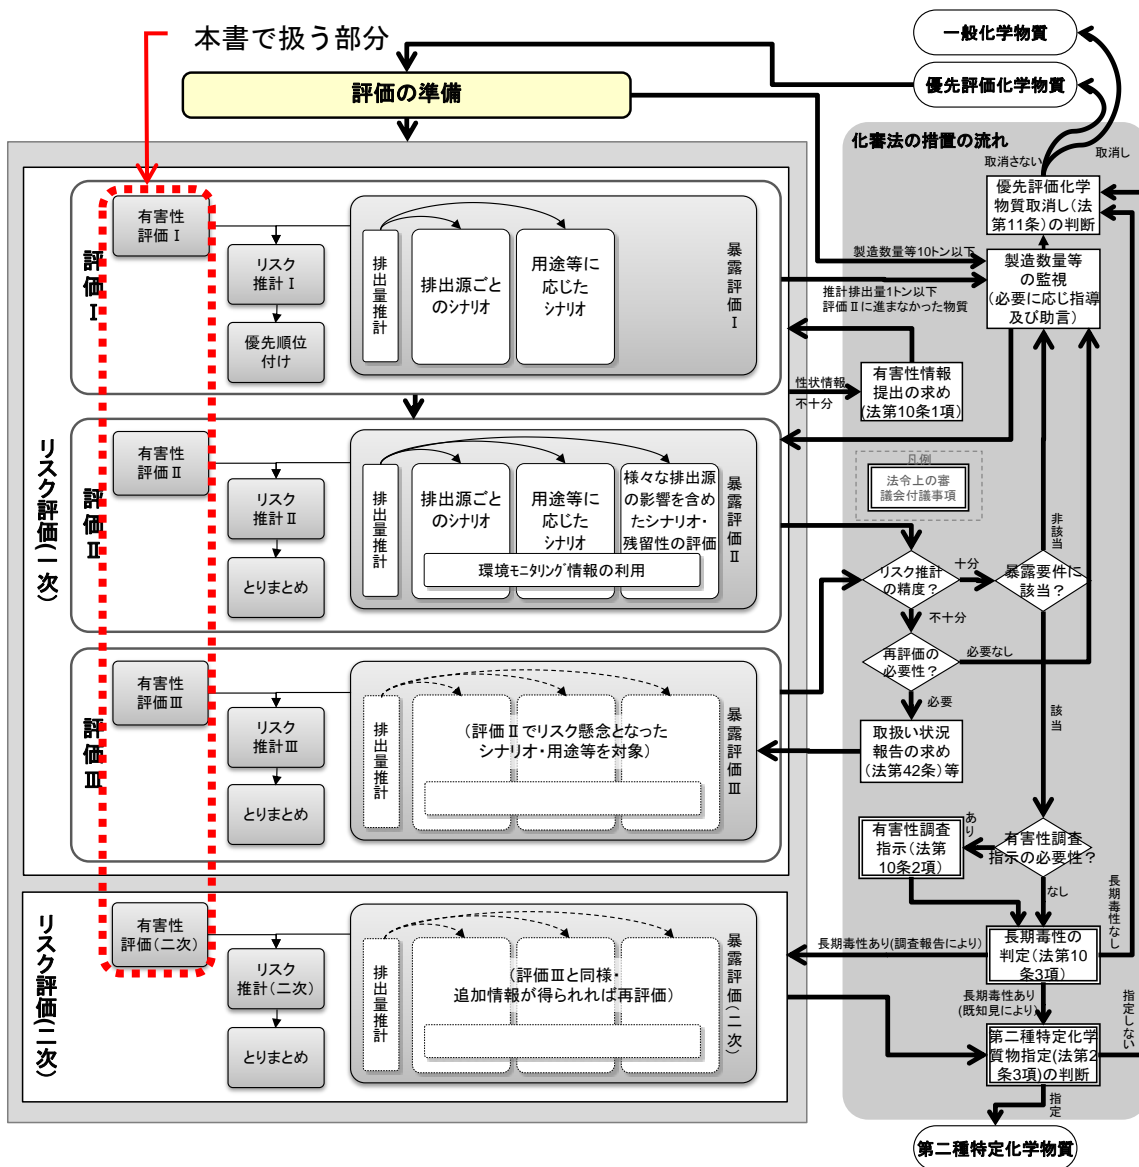 本書で扱う部分
一般化学物質
優先評価化学物質
評価の準備
化審法の措置の流れ
取消さない
取消し
優先評価化学
物質取消し(法
第11条)の判断
製造数量等10トン以下
製造数量等
の監視
(必要に応じ指導
及び助言)
推計排出量1トン以下
評価Ⅱに進まなかった物質
性状情報
不十分
有害性情報
提出の求め
(法第10条1項)
凡例
法令上の審
議会付議事項
リスク評価(一次)
評価Ⅰ
有害性
評価Ⅰ
リスク
推計Ⅰ
優先順位
付け
排出量推計
排出源ごと
のシナリオ
用途等に
応じた
シナリオ
暴露評価Ⅰ
評価Ⅱ
有害性
評価Ⅱ
リスク
推計Ⅱ
とりまとめ
排出量推計
排出源ごと
のシナリオ
用途等に
応じた
シナリオ
様々な排出源
の影響を含め
たシナリオ・
残留性の評価
環境モニタリング情報の利用
暴露評価Ⅱ
リスク推計
の精度？
十分
不十分
暴露要件に
該当？
非該当
該当
再評価の
必要性？
必要なし
必要
取扱い状況
報告の求め
(法第42条)等
評価Ⅲ
有害性
評価Ⅲ
リスク
推計Ⅲ
とりまとめ
排出量推計
(評価Ⅱでリスク懸念となった
シナリオ・用途等を対象)
暴露評価Ⅲ
有害性調査
指示(法第
10条2項)
あり
有害性調査
指示の必要性？
なし
長期毒性なし
長期毒性の
判定(法第10
条3項)
長期毒性あり(調査報告により)
長期毒性あり
(既知見により)
指定しない
第二種特定化学
物質指定(法第2
条3項)の判断
指定
第二種特定化学物質
リスク評価(二次)
有害性
評価(二次)
リスク
推計(二次)
とりまとめ
排出量推計
(評価Ⅲと同様・
追加情報が得られれば再評価)
暴露評価(二次)